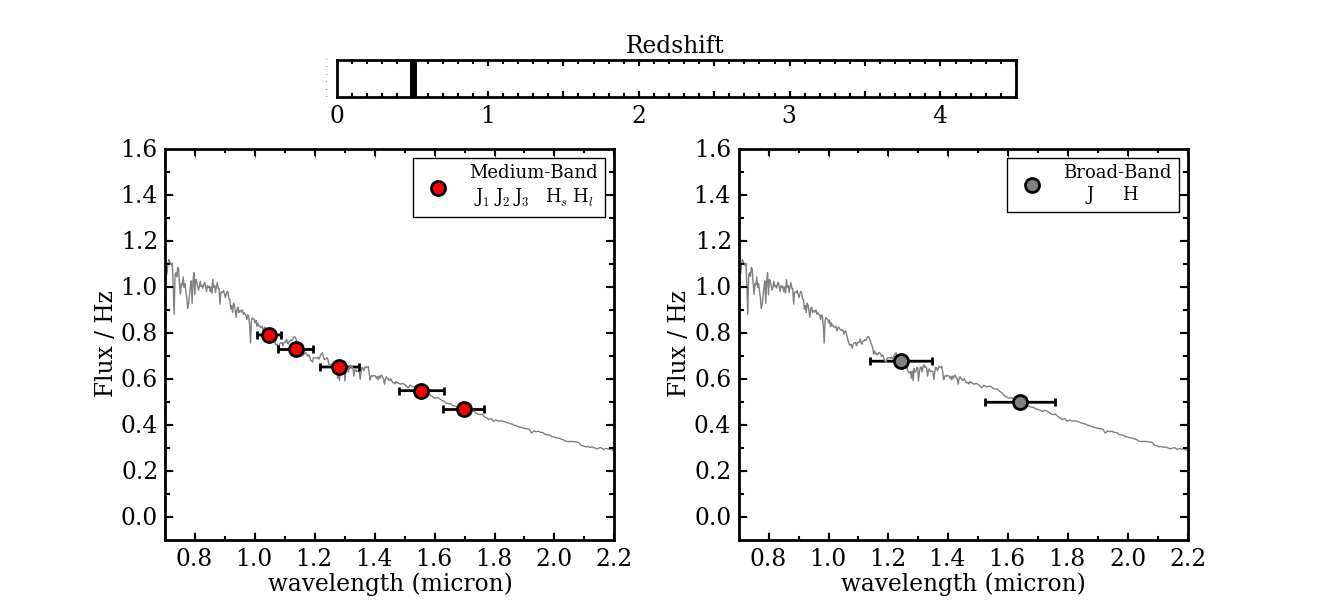 Redshift
0 1 2 3 4
1.6
1.4
1.2
1.0
0.8
0.6
0.4
0.2
0.0
Flux / Hz
Medium-Band
J₁ J₂ J₃ Hₛ Hₗ
0.8 1.0 1.2 1.4 1.6 1.8 2.0 2.2
wavelength (micron)
1.6
1.4
1.2
1.0
0.8
0.6
0.4
0.2
0.0
Flux / Hz
Broad-Band
J H
0.8 1.0 1.2 1.4 1.6 1.8 2.0 2.2
wavelength (micron)